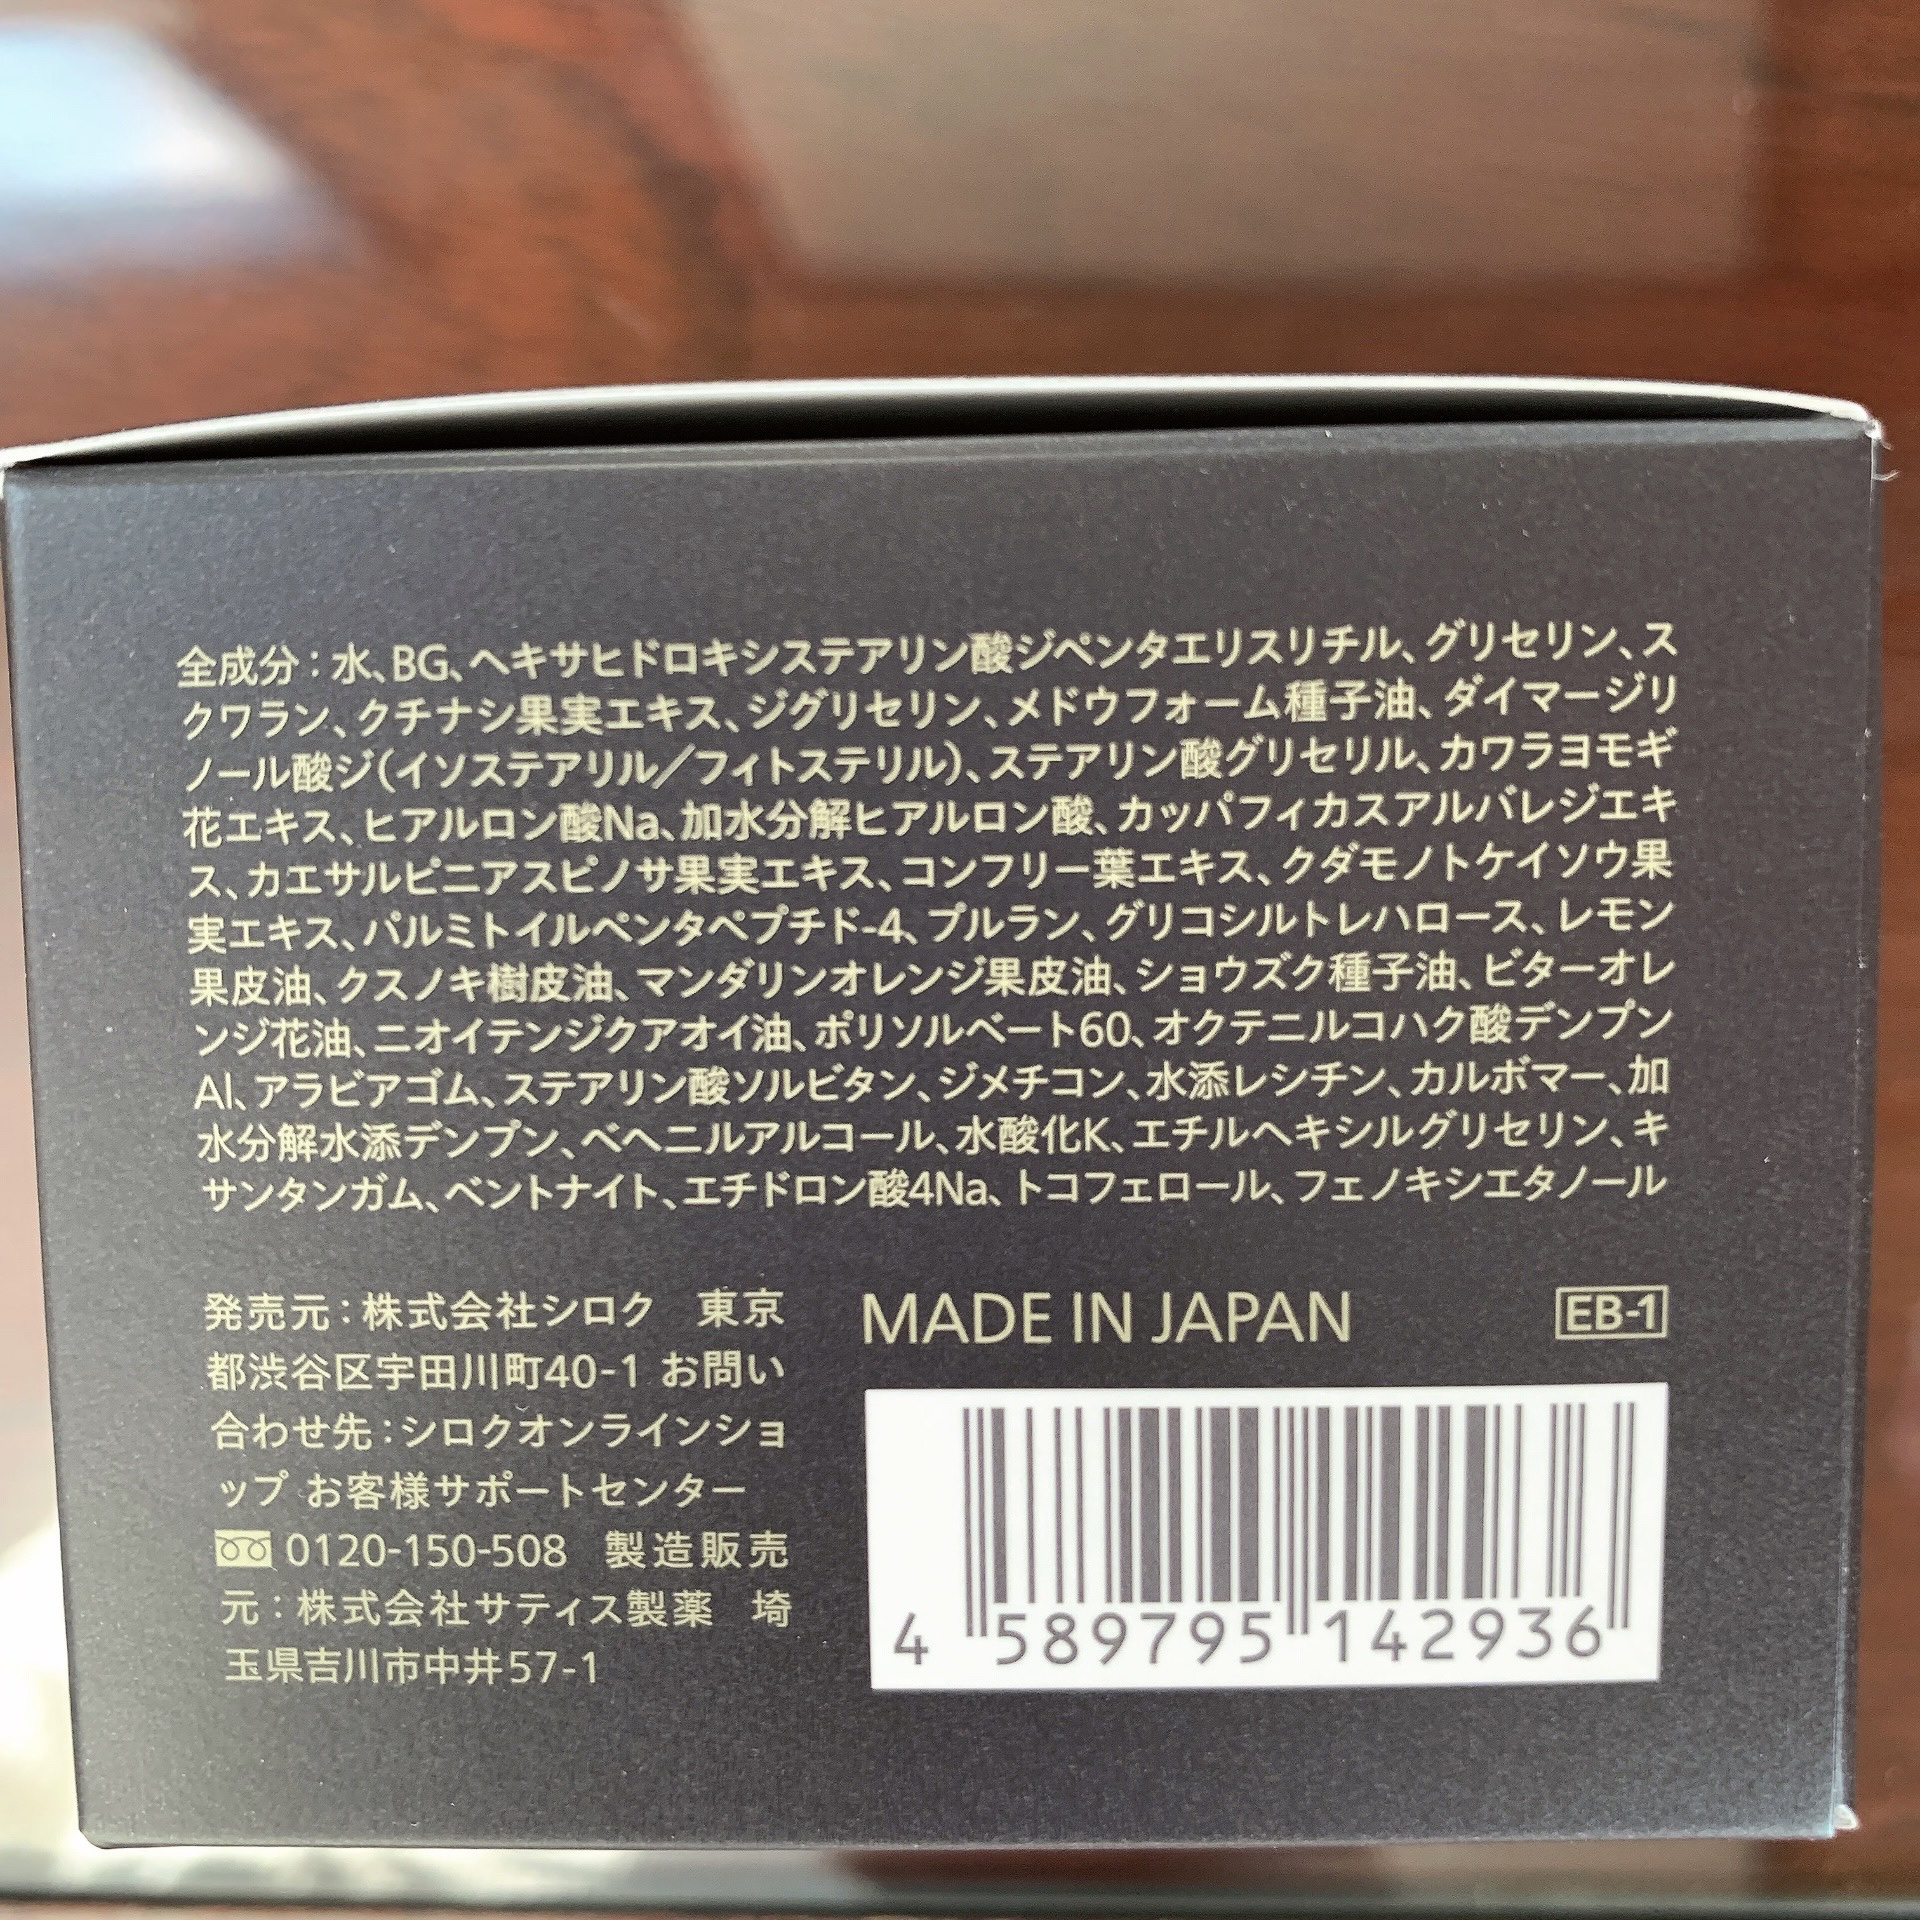 全成分：水、BG、ヘキサヒドロキシステアリン酸ジペンタエリスリチル、グリセリン、ス
クワラン、クチナシ果実エキス、ジグリセリン、メドウフォーム種子油、ダイマージリ
ノール酸ジ(イソステアリル／フィトステリル)、ステアリン酸グリセリル、カワラヨモギ
花エキス、ヒアルロン酸Na、加水分解ヒアルロン酸、カッパフィカスアルバレジエキ
ス、カエサルピニアスピノサ果実エキス、コンフリー葉エキス、クダモノトケイソウ果
実エキス、パルミトイルペンタペプチド-4、プルラン、グリコシルトレハロース、レモン
果皮油、クスノキ樹皮油、マンダリンオレンジ果皮油、ショウズク種子油、ビターオレ
ンジ花油、ニオイテンジクアオイ油、ポリソルベート60、オクテニルコハク酸デンプン
Al、アラビアゴム、ステアリン酸ソルビタン、ジメチコン、水添レシチン、カルボマー、加
水分解水添デンプン、ベヘニルアルコール、水酸化K、エチルヘキシルグリセリン、キ
サンタンガム、ベントナイト、エチドロン酸4Na、トコフェロール、フェノキシエタノール
発売元：株式会社シロク　東京
都渋谷区宇田川町40-1 お問い
合わせ先：シロクオンラインショ
ップ お客様サポートセンター
0120-150-508　製造販売
元：株式会社サティス製薬　埼
玉県吉川市中井57-1
MADE IN JAPAN
EB-1
4 589795 142936